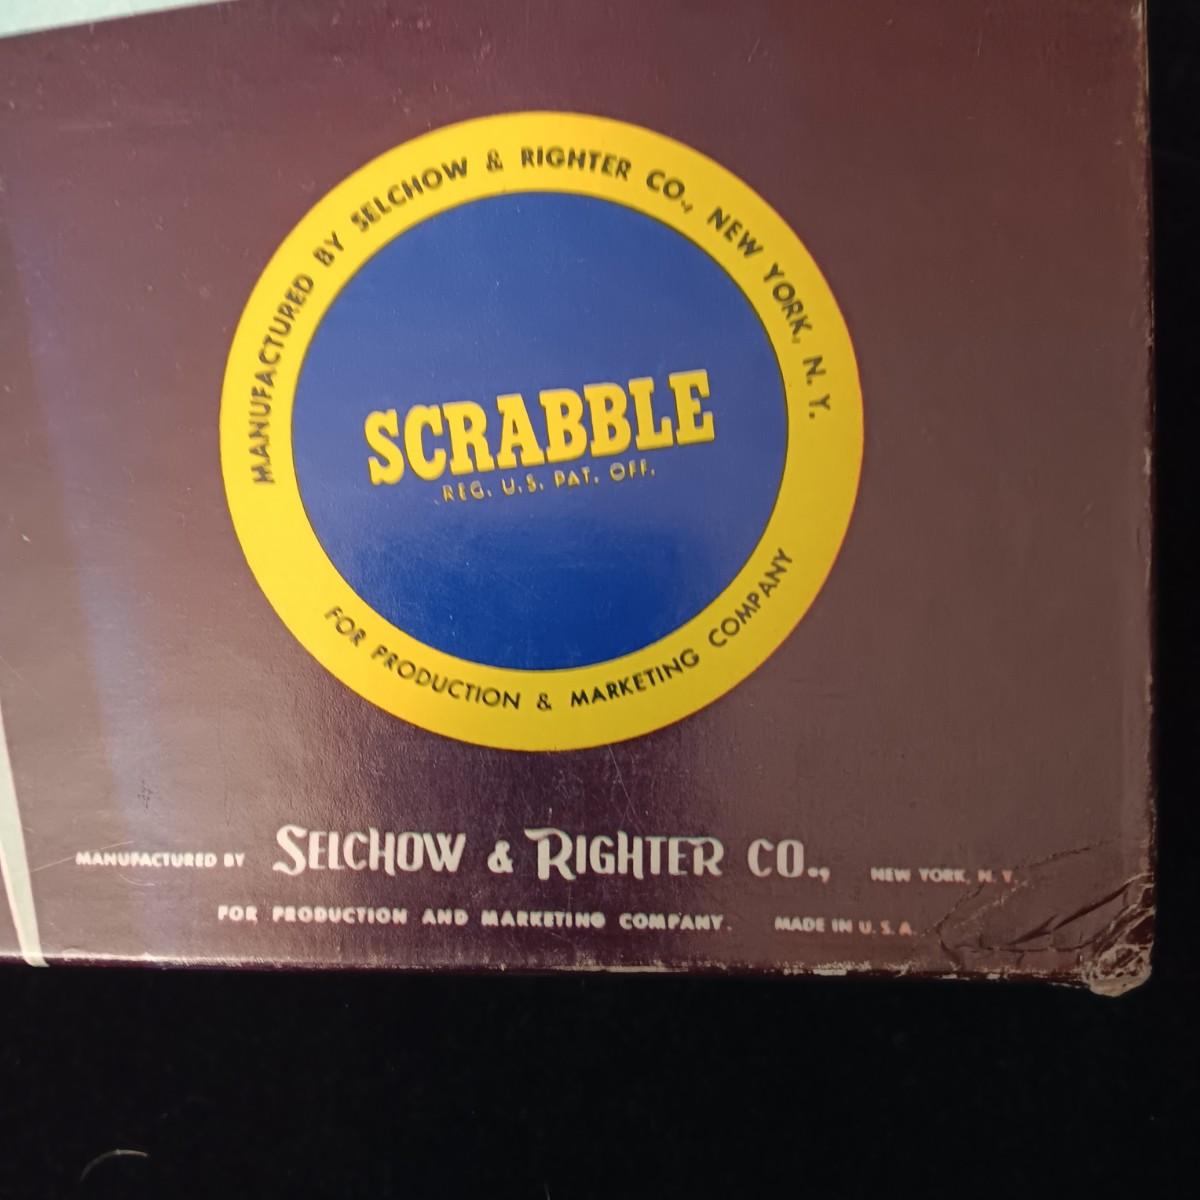 MANUFACTURED BY SELCHOW & RIGHTER CO., NEW YORK, N. Y.
SCRABBLE
REG. U.S. PAT. OFF.
FOR PRODUCTION & MARKETING COMPANY
MANUFACTURED BY SELCHOW & RIGHTER CO., NEW YORK, N. Y.
FOR PRODUCTION AND MARKETING COMPANY. MADE IN U. S. A.